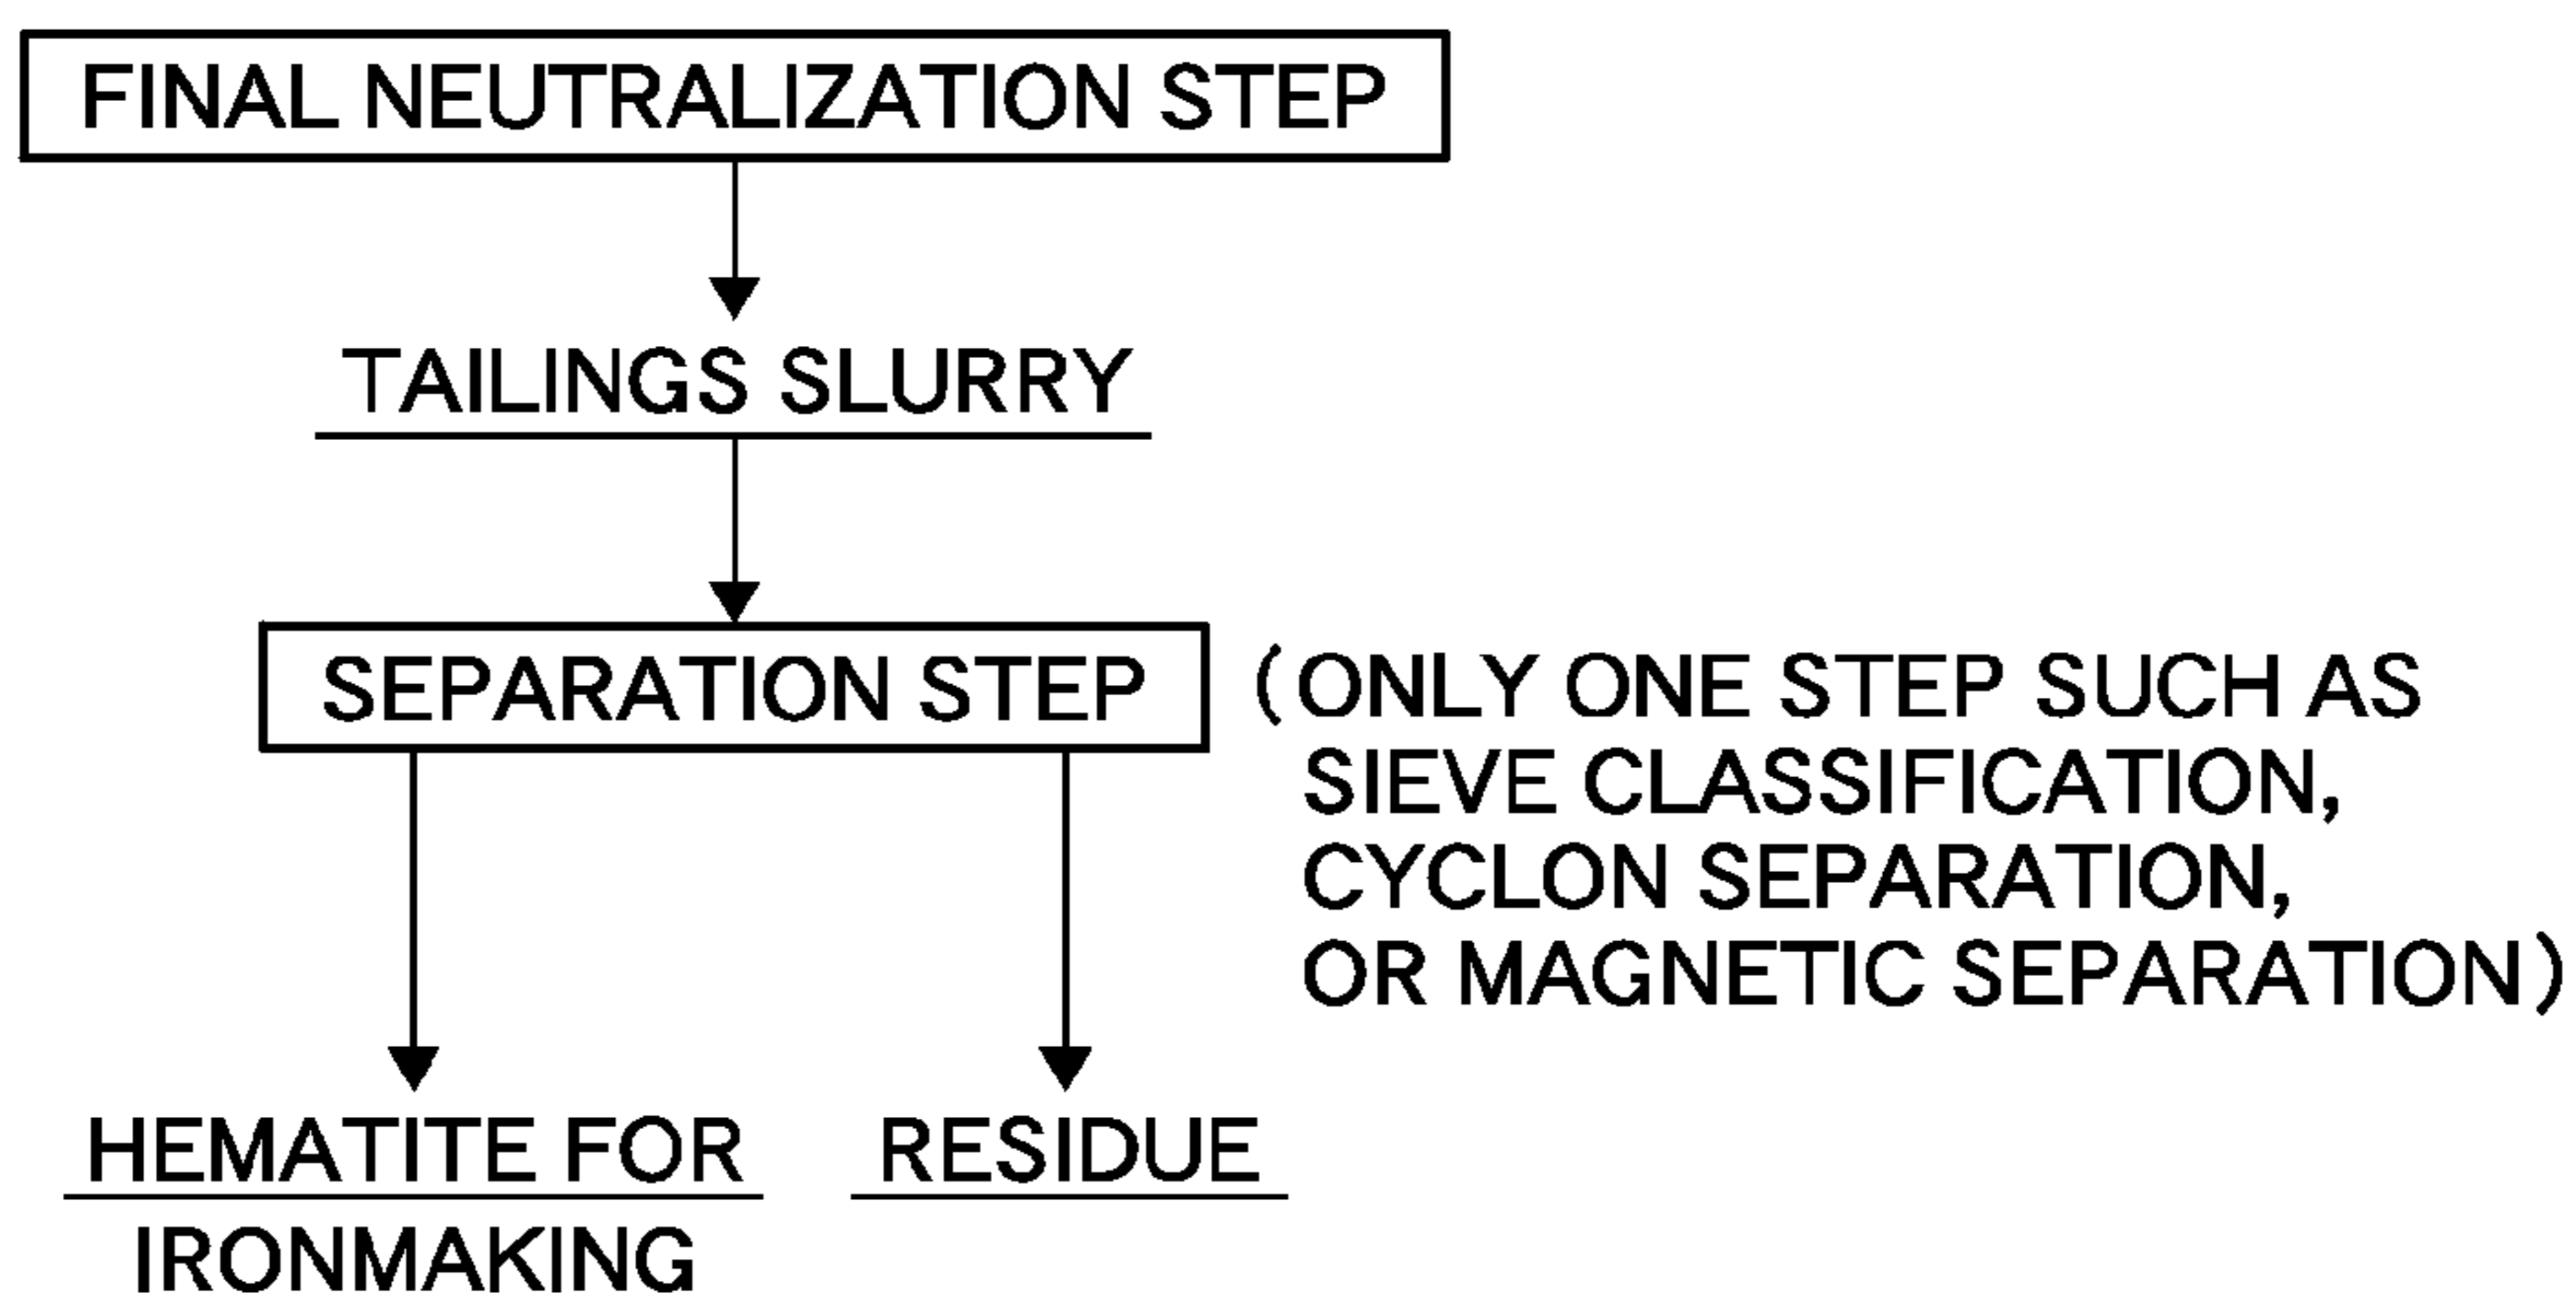 FINAL NEUTRALIZATION STEP
TAILINGS SLURRY
SEPARATION STEP
(ONLY ONE STEP SUCH AS
SIEVE CLASSIFICATION,
CYCLON SEPARATION,
OR MAGNETIC SEPARATION)
HEMATITE FOR
IRONMAKING
RESIDUE